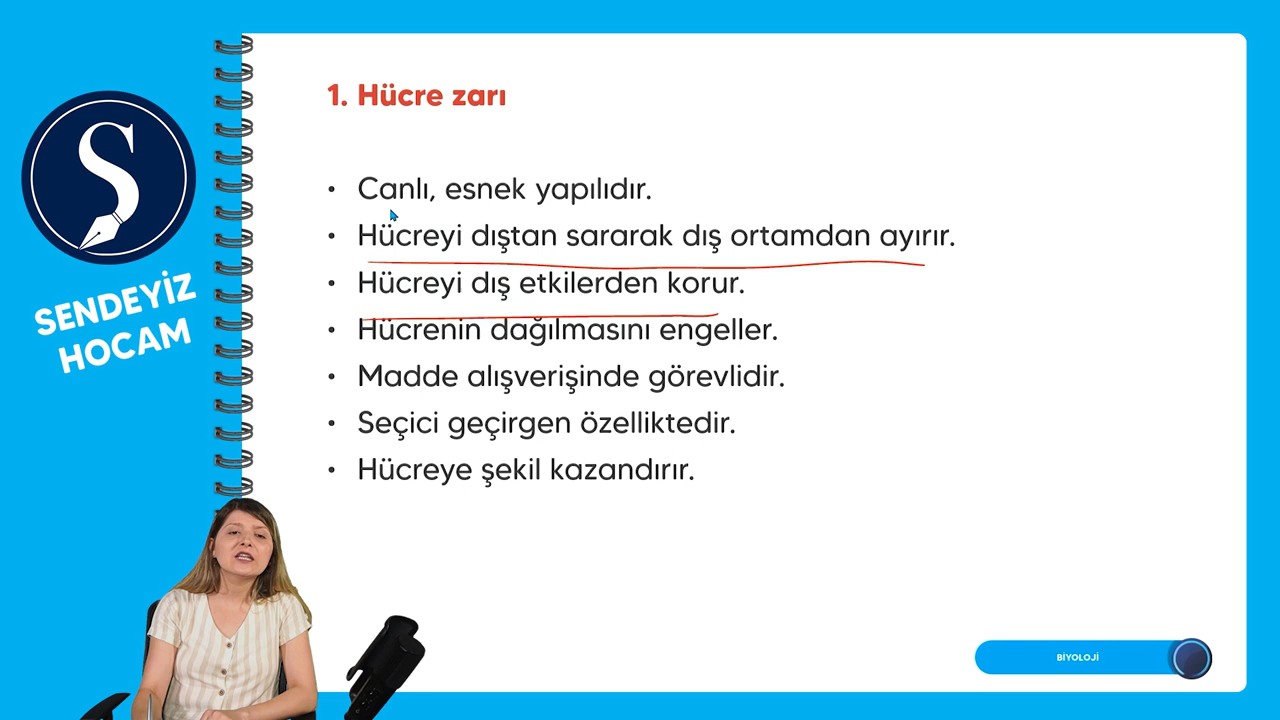 S
SENDEYİZ
HOCAM
1. Hücre zarı
• Canlı, esnek yapılıdır.
• Hücreyi dıştan sararak dış ortamdan ayırır.
• Hücreyi dış etkilerden korur.
• Hücrenin dağılmasını engeller.
• Madde alışverişinde görevlidir.
• Seçici geçirgen özelliktedir.
• Hücreye şekil kazandırır.
BİYOLOJİ